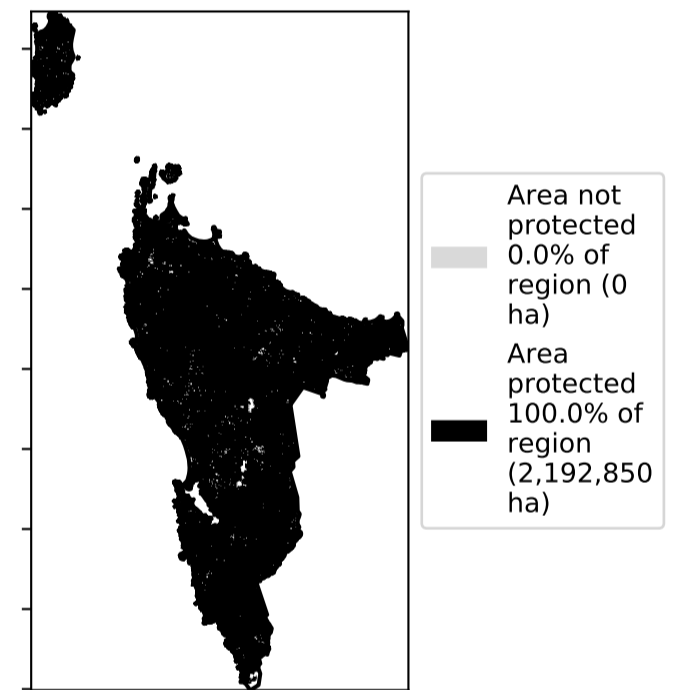 Area not
protected
0.0% of
region (0
ha)
Area
protected
100.0% of
region
(2,192,850
ha)